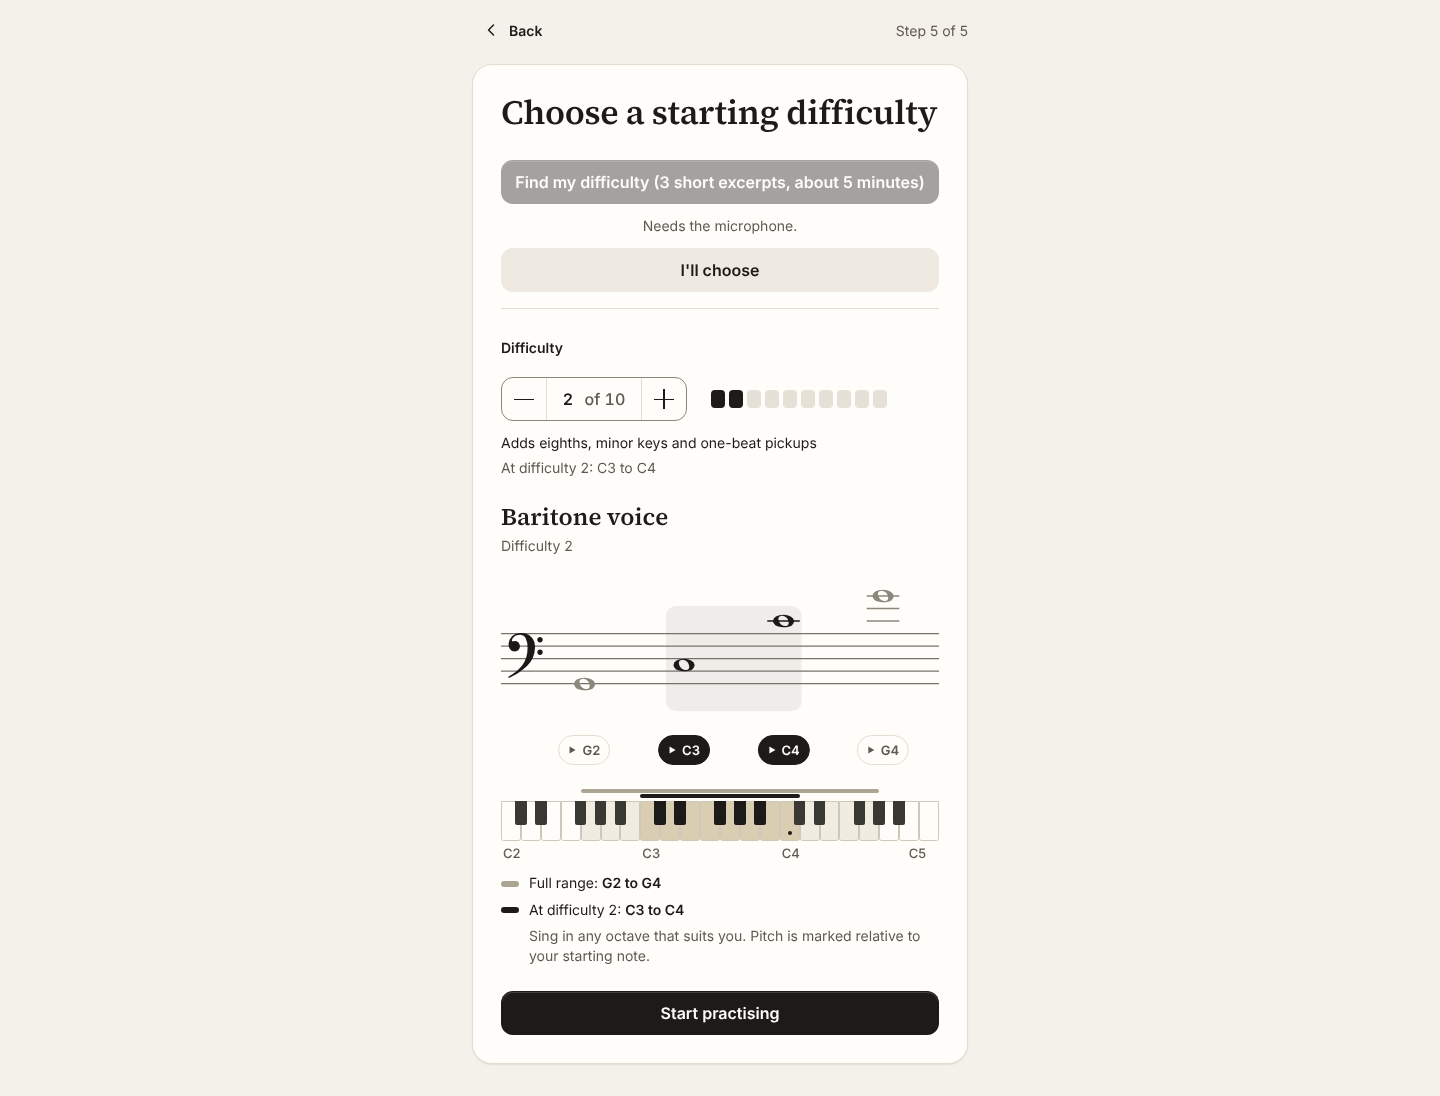 Back
Step 5 of 5
Choose a starting difficulty
Find my difficulty (3 short excerpts, about 5 minutes)
Needs the microphone.
I'll choose
Difficulty
2 of 10
Adds eighths, minor keys and one-beat pickups
At difficulty 2: C3 to C4
Baritone voice
Difficulty 2
G2 C3 C4 G4
C2 C3 C4 C5
Full range: G2 to G4
At difficulty 2: C3 to C4
Sing in any octave that suits you. Pitch is marked relative to
your starting note.
Start practising